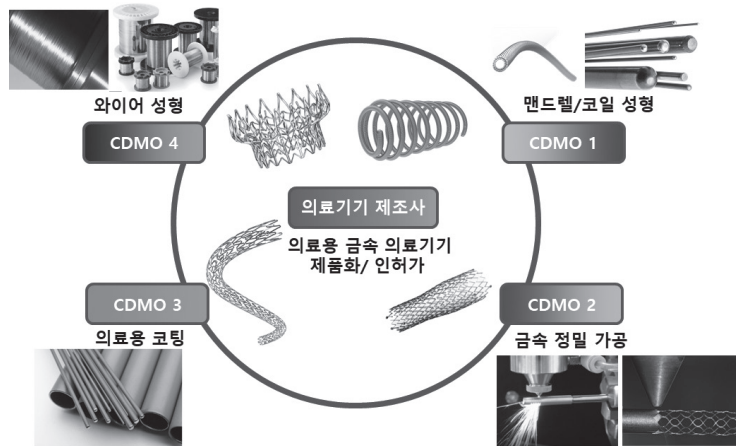 와이어 성형
맨드렐/코일 성형
CDMO 4
CDMO 1
의료기기 제조사
의료용 금속 의료기기
제품화/ 인허가
CDMO 3
CDMO 2
의료용 코팅
금속 정밀 가공